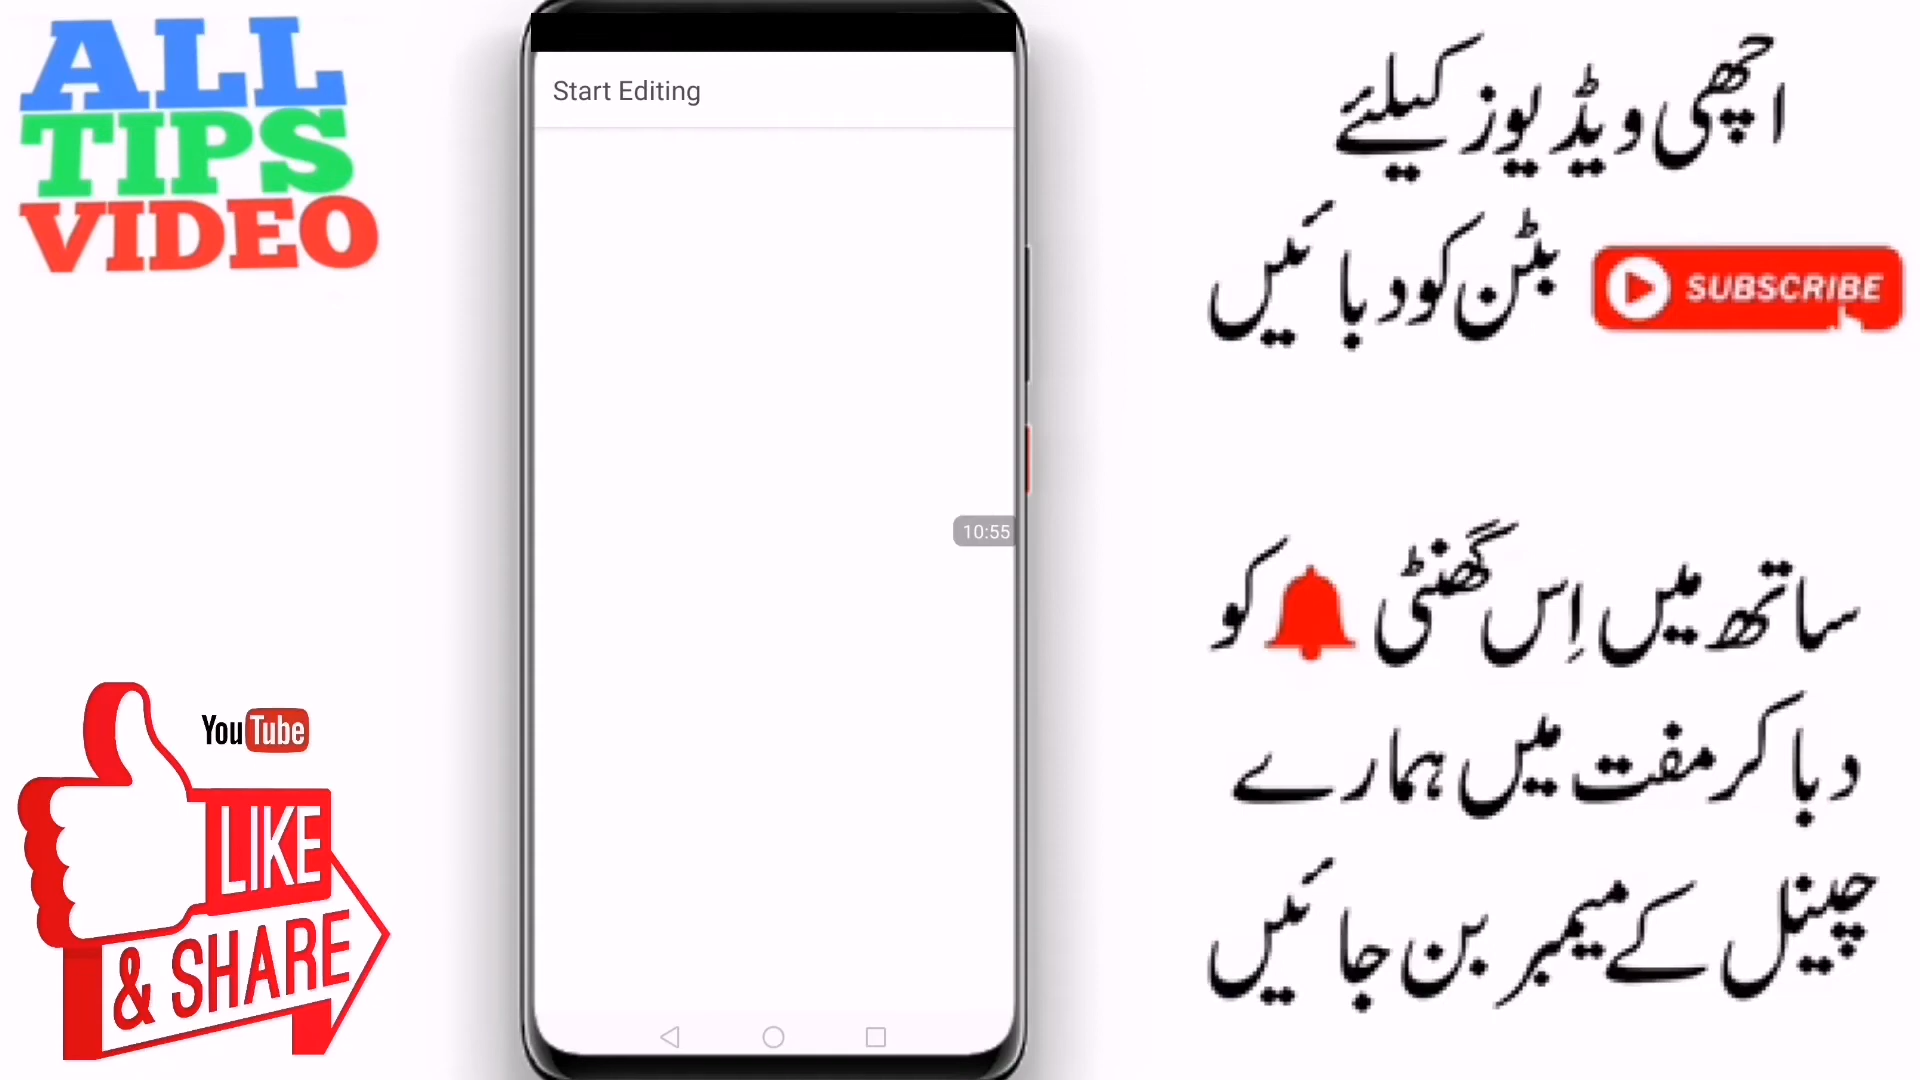 ALL
TIPS
VIDEO
Start Editing
10:55
اچھی ویڈیوز کیلئے
SUBSCRIBE بٹن کو دبائیں
ساتھ میں اِس گھنٹی کو
دبا کر مفت میں ہمارے
چینل کے میمبر بن جائیں
YouTube
LIKE
& SHARE